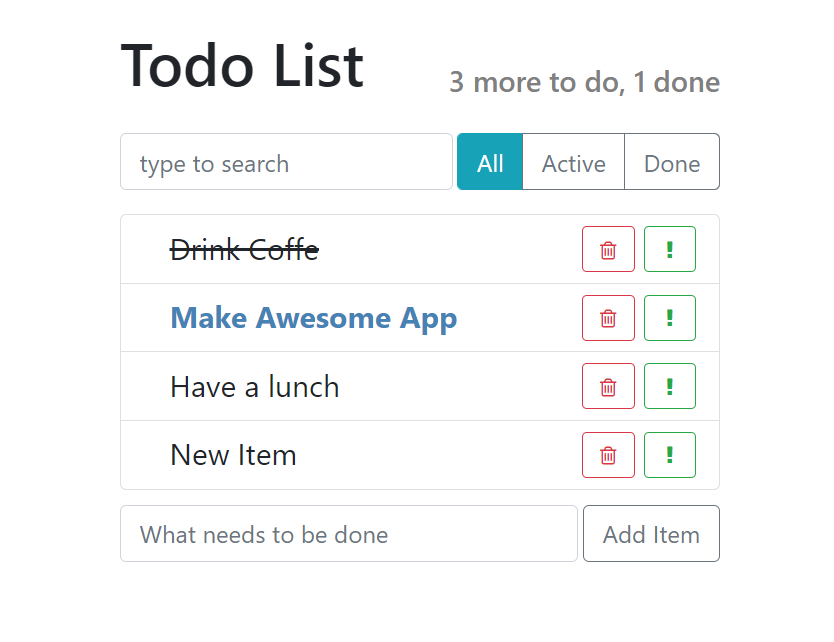 Todo List
3 more to do, 1 done
type to search
All
Active
Done
Drink Coffe
!
Make Awesome App
!
Have a lunch
!
New Item
!
What needs to be done
Add Item